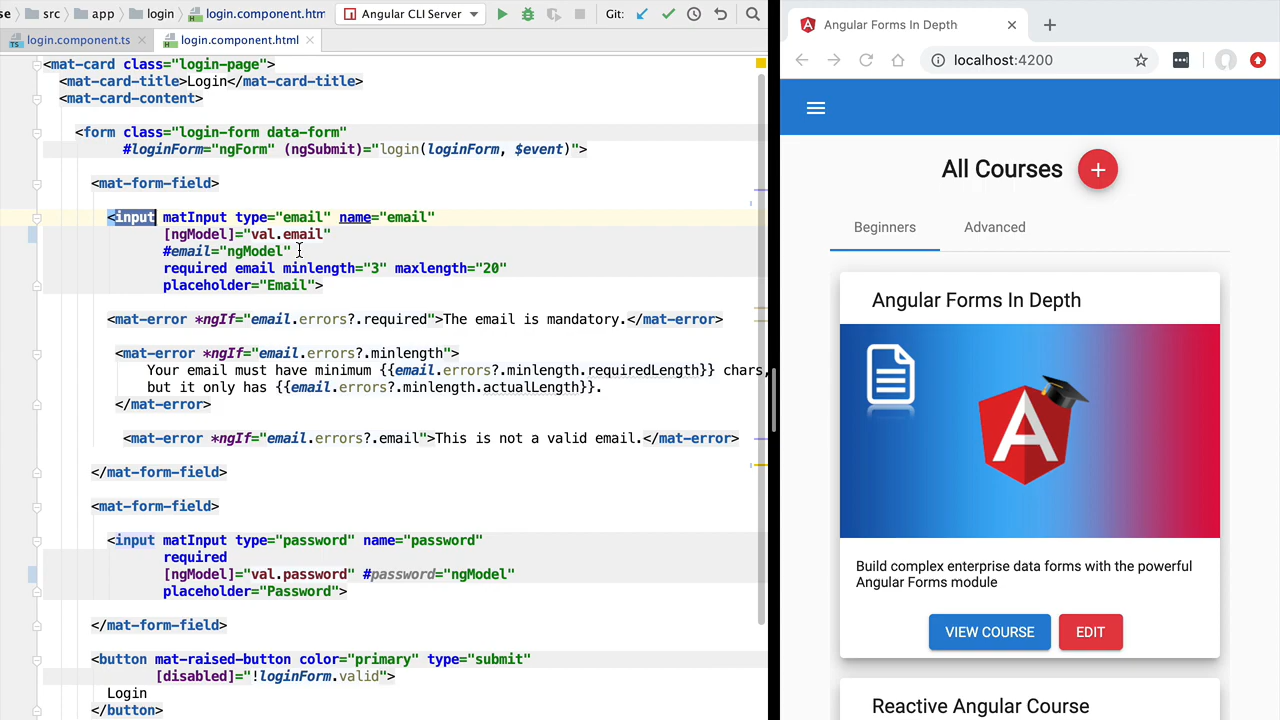 se
src
app
login
login.component.htm
Angular CLI Server
Git:
login.component.ts
login.component.html
<mat-card class="login-page">
<mat-card-title>Login</mat-card-title>
<mat-card-content>
<form class="login-form data-form"
#loginForm="ngForm" (ngSubmit)="login(loginForm, $event)">
<mat-form-field>
<input matInput type="email" name="email"
[ngModel]="val.email"
#email="ngModel"
required email minlength="3" maxlength="20"
placeholder="Email">
<mat-error *ngIf="email.errors?.required">The email is mandatory.</mat-error>
<mat-error *ngIf="email.errors?.minlength">
Your email must have minimum {{email.errors?.minlength.requiredLength}} chars,
but it only has {{email.errors?.minlength.actualLength}}.
</mat-error>
<mat-error *ngIf="email.errors?.email">This is not a valid email.</mat-error>
</mat-form-field>
<mat-form-field>
<input matInput type="password" name="password"
required
[ngModel]="val.password" #password="ngModel"
placeholder="Password">
</mat-form-field>
<button mat-raised-button color="primary" type="submit"
[disabled]="!loginForm.valid">
Login
</button>
Angular Forms In Depth
localhost:4200
All Courses
Beginners
Advanced
Angular Forms In Depth
A
Build complex enterprise data forms with the powerful
Angular Forms module
VIEW COURSE
EDIT
Reactive Angular Course